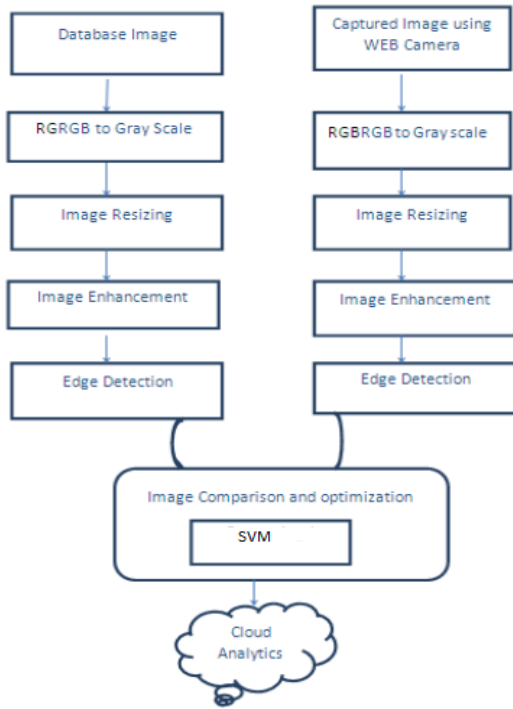 Database Image
RGRGB to Gray Scale
Image Resizing
Image Enhancement
Edge Detection
Captured Image using
WEB Camera
RGBRGB to Gray scale
Image Resizing
Image Enhancement
Edge Detection
Image Comparison and optimization
SVM
Cloud
Analytics